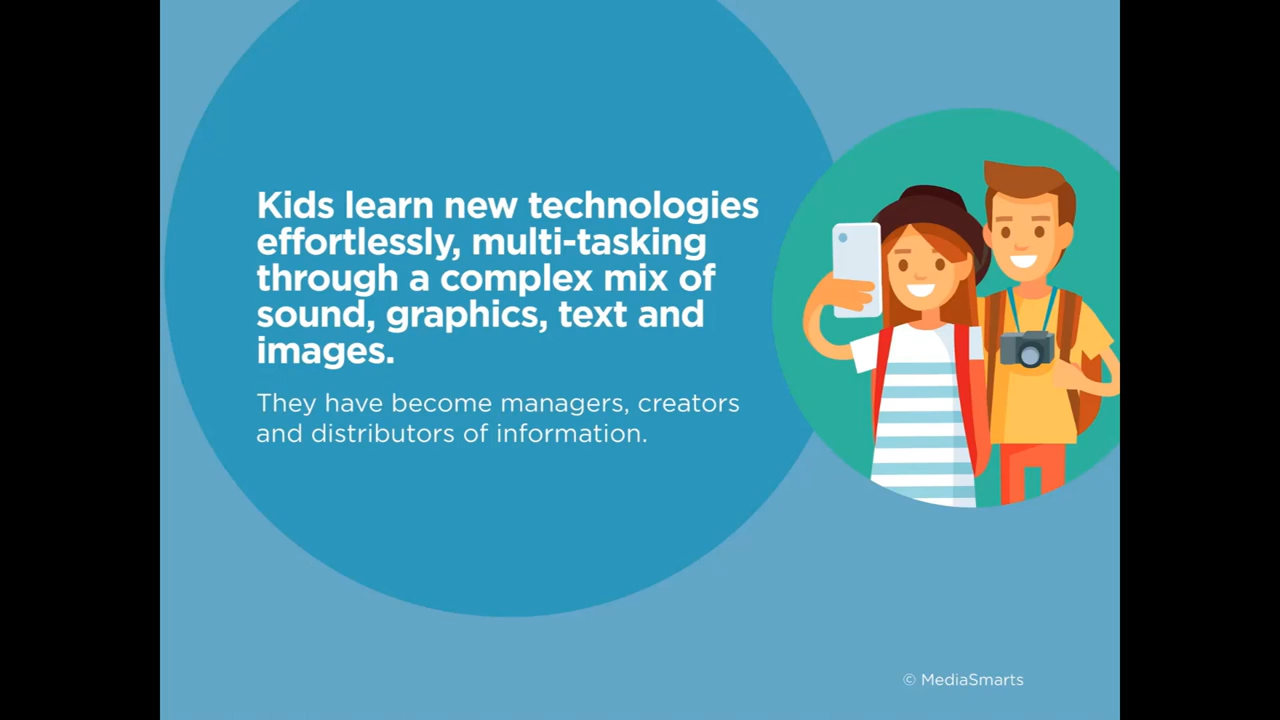 Kids learn new technologies
effortlessly, multi-tasking
through a complex mix of
sound, graphics, text and
images.
They have become managers, creators
and distributors of information.
© MediaSmarts